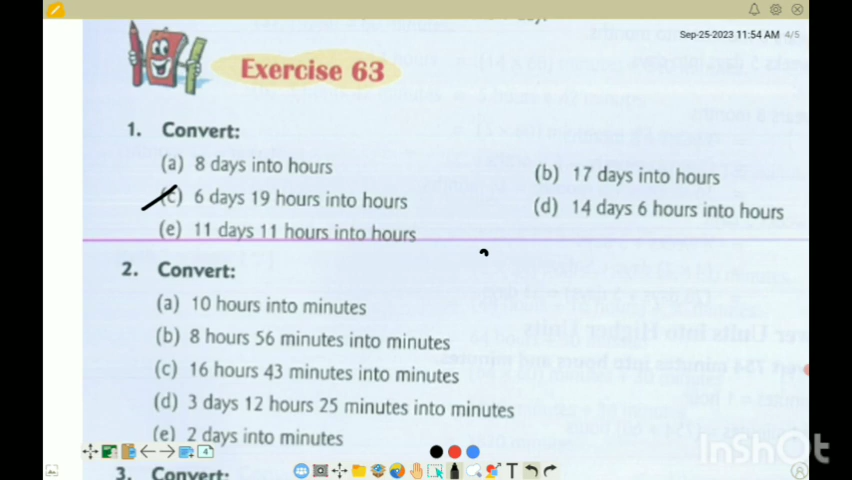 Sep-25-2023 11:54 AM 4/5
Exercise 63
1. Convert:
(a) 8 days into hours
(b) 17 days into hours
(c) 6 days 19 hours into hours
(d) 14 days 6 hours into hours
(e) 11 days 11 hours into hours
2. Convert:
(a) 10 hours into minutes
(b) 8 hours 56 minutes into minutes
(c) 16 hours 43 minutes into minutes
(d) 3 days 12 hours 25 minutes into minutes
(e) 2 days into minutes
3. Convert:
4
T
InShOt